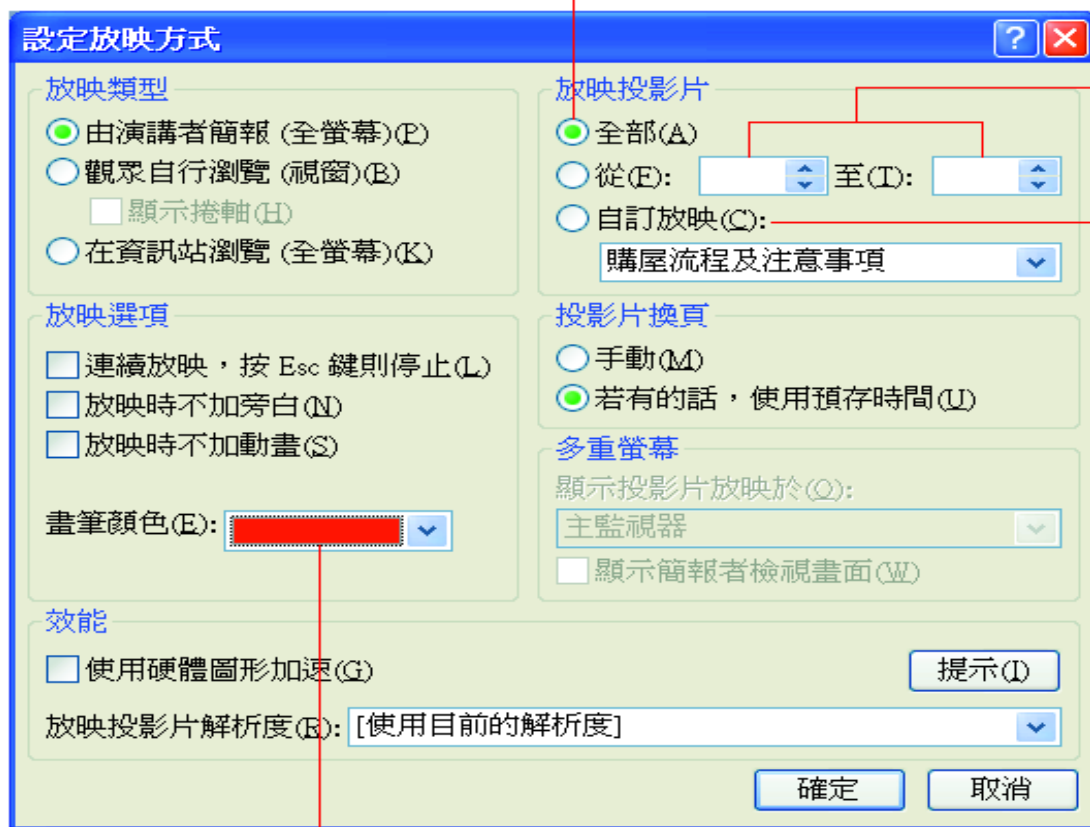 設定放映方式
放映類型
由演講者簡報 (全螢幕)(P)
觀眾自行瀏覽 (視窗)(B)
顯示捲軸(H)
在資訊站瀏覽 (全螢幕)(K)
放映投影片
全部(A)
從(F): 至(T):
自訂放映(C):
購屋流程及注意事項
放映選項
連續放映，按 Esc 鍵則停止(L)
放映時不加旁白(N)
放映時不加動畫(S)
畫筆顏色(E):
投影片換頁
手動(M)
若有的話，使用預存時間(U)
多重螢幕
顯示投影片放映於(O):
主監視器
顯示簡報者檢視畫面(W)
效能
使用硬體圖形加速(G)
提示(I)
放映投影片解析度(R): [使用目前的解析度]
確定 取消